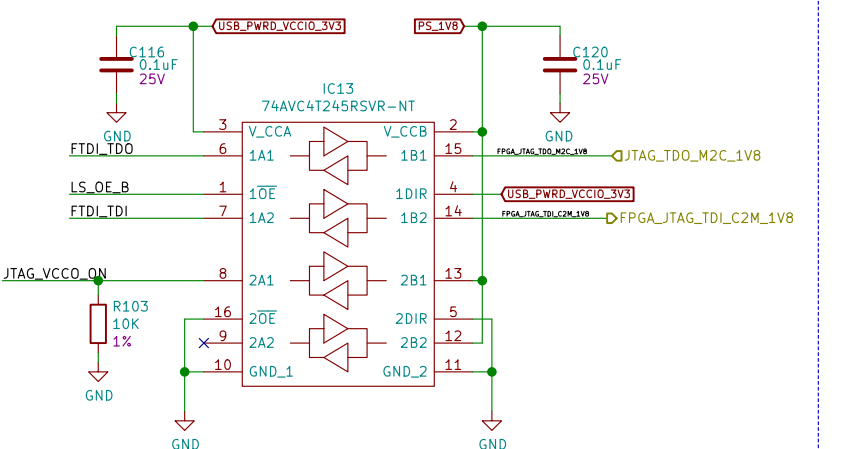 USB_PWRD_VCCIO_3V3
PS_1V8
C116
0.1uF
25V
GND
C120
0.1uF
25V
GND
IC13
74AVC4T245RSVR-NT
3 V_CCA V_CCB 2
FTDI_TDO 6 1A1 1B1 15 FPGA_JTAG_TDO_M2C_1V8 JTAG_TDO_M2C_1V8
LS_OE_B 1 1OE 1DIR 4 USB_PWRD_VCCIO_3V3
FTDI_TDI 7 1A2 1B2 14 FPGA_JTAG_TDI_C2M_1V8 FPGA_JTAG_TDI_C2M_1V8
JTAG_VCCO_ON 8 2A1 2B1 13
16 2OE 2DIR 5
9 2A2 2B2 12
10 GND_1 GND_2 11
R103
10K
1%
GND
GND
GND